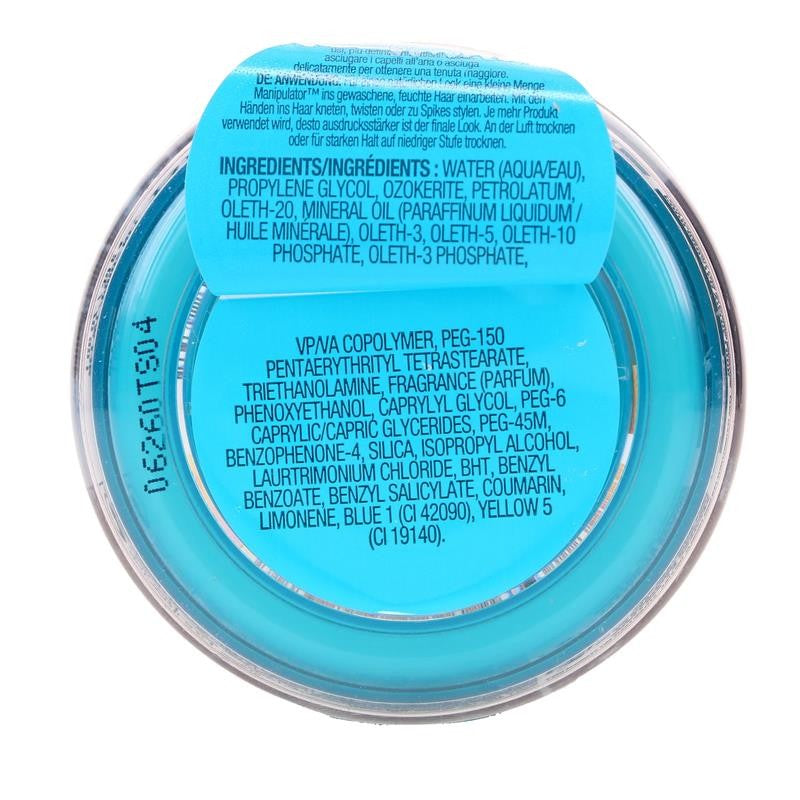 usi, più definiti
asciugare i capelli all'aria o asciuga
delicatamente per ottenere una tenuta maggiore.
DE: ANWENDUNG: Look eine kleine Menge
Manipulator™ ins gewaschene, feuchte Haar einarbeiten. Mit den
Händen ins Haar kneten, twisten oder zu Spikes stylen. Je mehr Produkt
verwendet wird, desto ausdrucksstärker ist der finale Look. An der Luft trocknen
oder für starken Halt auf niedriger Stufe trocknen.
INGREDIENTS/INGRÉDIENTS : WATER (AQUA/EAU),
PROPYLENE GLYCOL, OZOKERITE, PETROLATUM,
OLETH-20, MINERAL OIL (PARAFFINUM LIQUIDUM /
HUILE MINÉRALE), OLETH-3, OLETH-5, OLETH-10
PHOSPHATE, OLETH-3 PHOSPHATE,
VP/VA COPOLYMER, PEG-150
PENTAERYTHRITYL TETRASTEARATE,
TRIETHANOLAMINE, FRAGRANCE (PARFUM),
PHENOXYETHANOL, CAPRYLYL GLYCOL, PEG-6
CAPRYLIC/CAPRIC GLYCERIDES, PEG-45M,
BENZOPHENONE-4, SILICA, ISOPROPYL ALCOHOL,
LAURTRIMONIUM CHLORIDE, BHT, BENZYL
BENZOATE, BENZYL SALICYLATE, COUMARIN,
LIMONENE, BLUE 1 (CI 42090), YELLOW 5
(CI 19140).
06260TS04